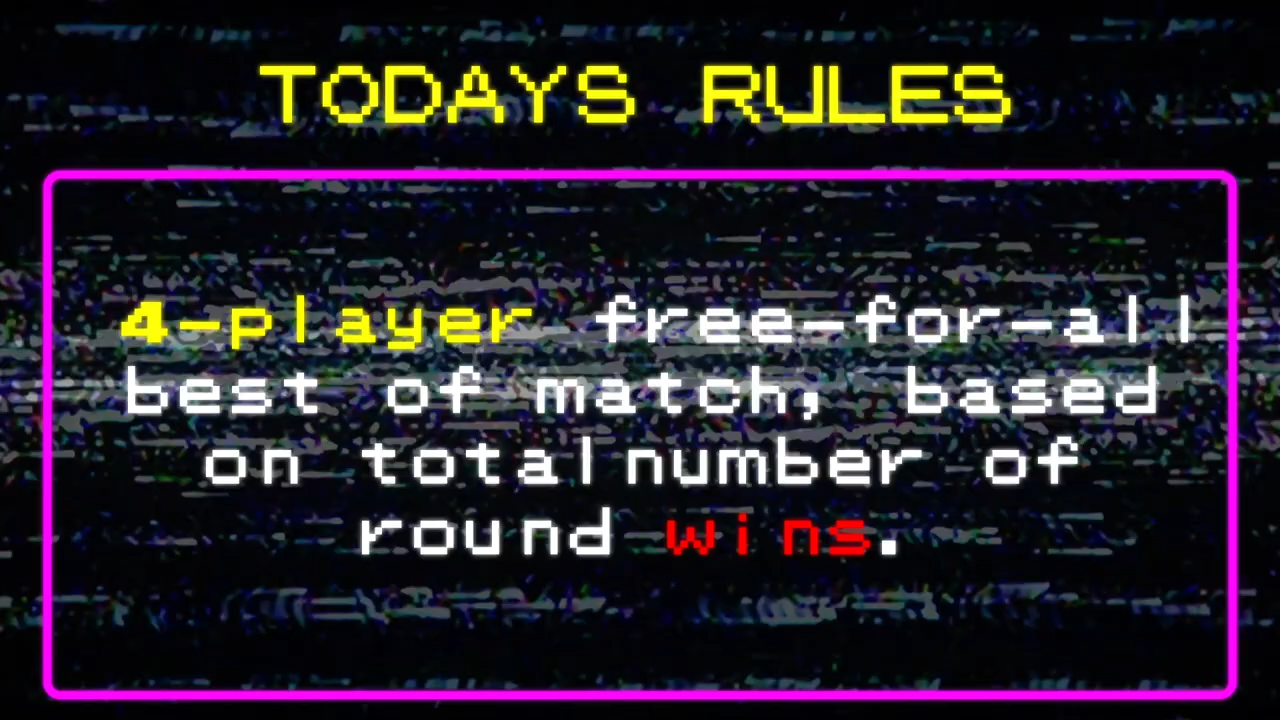 TODAYS RULES
4-player free-for-all
best of match, based
on total number of
round wins.